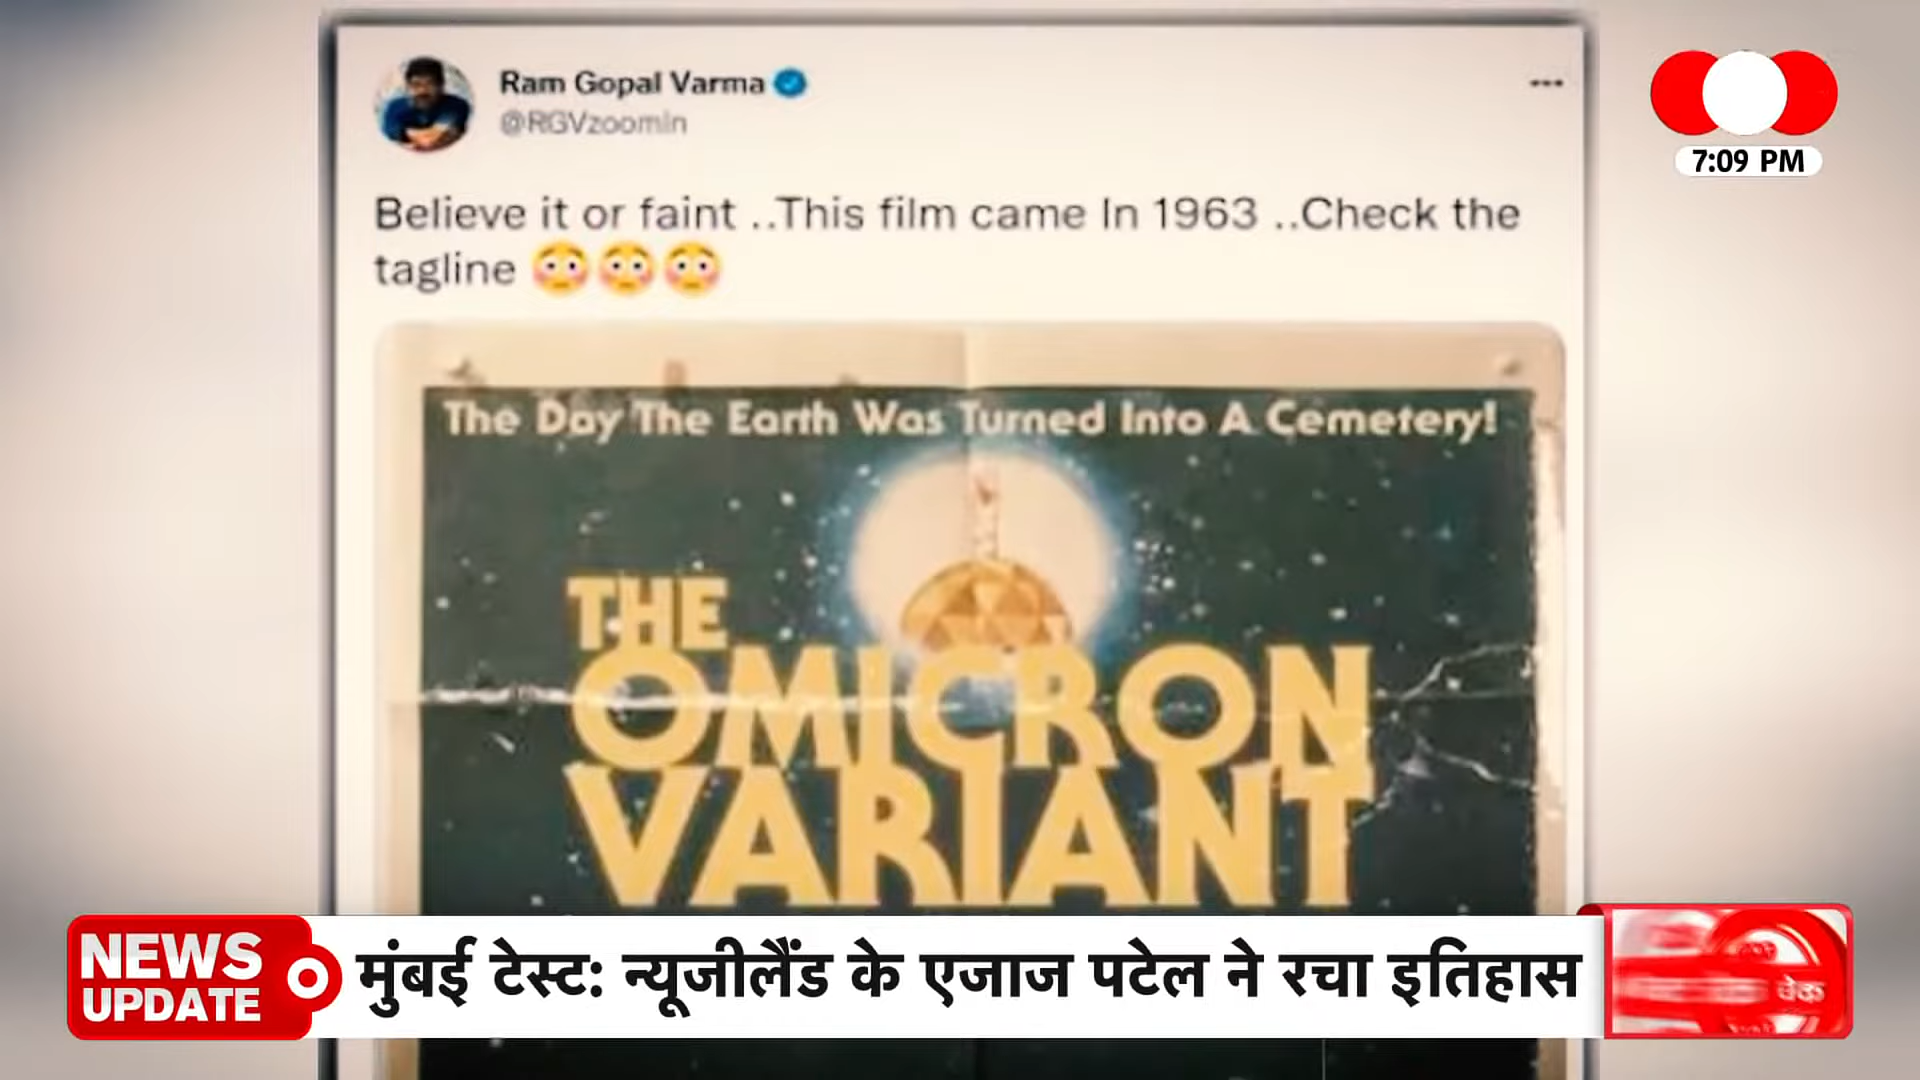 Ram Gopal Varma
@RGVzoomin
7:09 PM
Believe it or faint ..This film came In 1963 ..Check the
tagline 😳😳😳
The Day The Earth Was Turned Into A Cemetery!
THE
OMICRON
VARIANT
NEWS
UPDATE
मुंबई टेस्ट: न्यूजीलैंड के एजाज पटेल ने रचा इतिहास
चेक